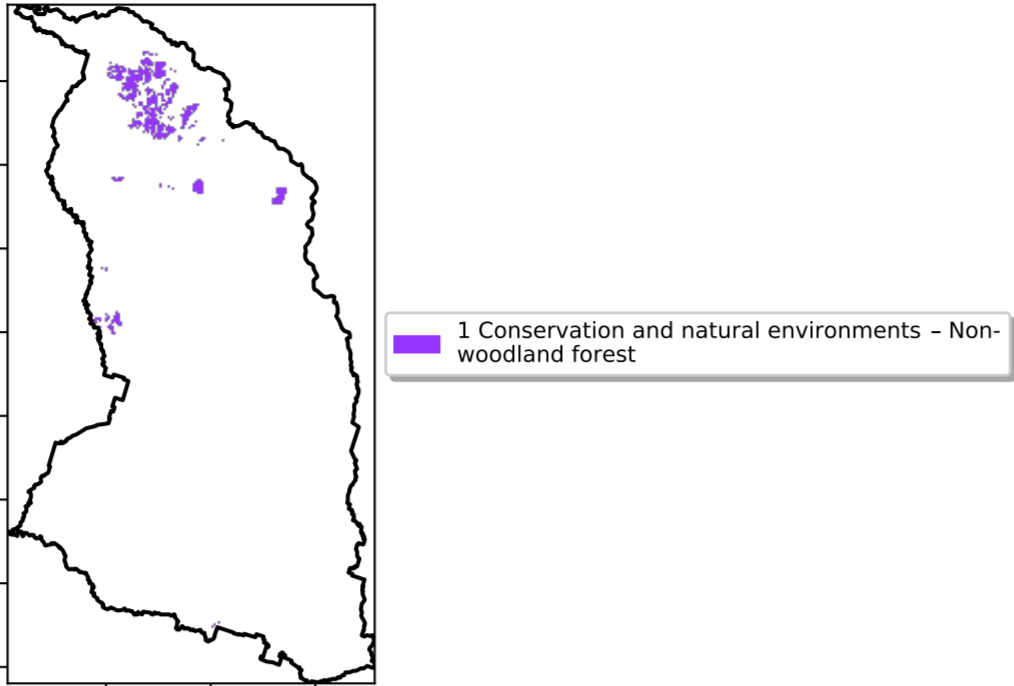 1 Conservation and natural environments – Non-
woodland forest